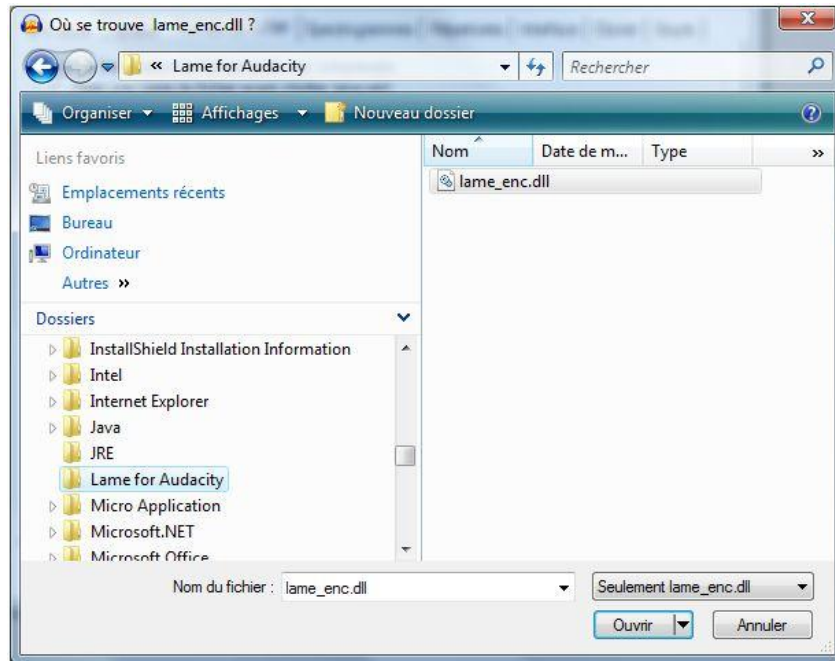 Où se trouve lame_enc.dll ?
« Lame for Audacity
Rechercher
Organiser Affichages Nouveau dossier
Liens favoris
Emplacements récents
Bureau
Ordinateur
Autres »
Dossiers
InstallShield Installation Information
Intel
Internet Explorer
Java
JRE
Lame for Audacity
Micro Application
Microsoft.NET
Microsoft Office
Nom Date de m... Type »
lame_enc.dll
Nom du fichier : lame_enc.dll Seulement lame_enc.dll
Ouvrir Annuler